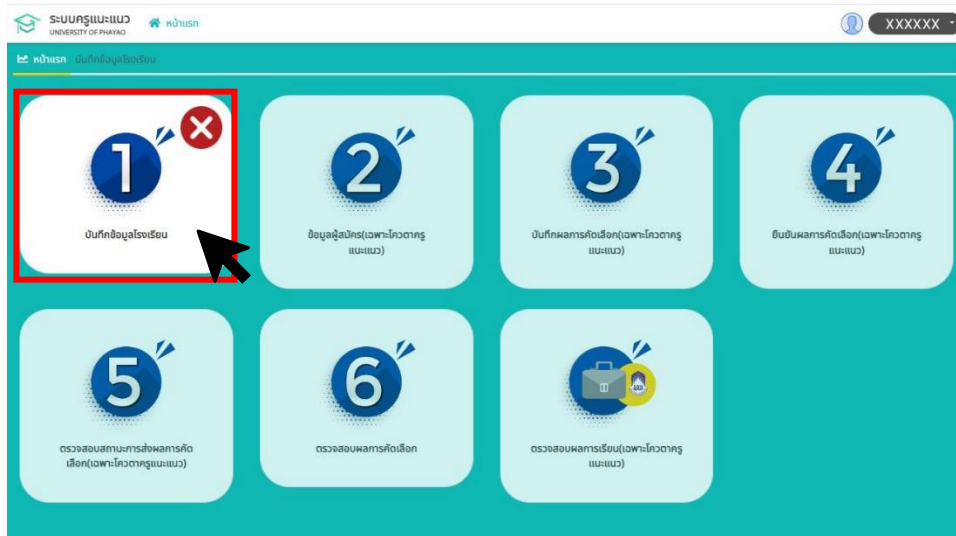 ระบบครูแนะแนว
UNIVERSITY OF PHAYAO
หน้าแรก
XXXXXX
หน้าแรก บันทึกข้อมูลโรงเรียน
1
บันทึกข้อมูลโรงเรียน
2
ข้อมูลผู้สมัคร(เฉพาะโควตาครู
แนะแนว)
3
บันทึกผลการคัดเลือก(เฉพาะโควตาครู
แนะแนว)
4
ยืนยันผลการคัดเลือก(เฉพาะโควตาครู
แนะแนว)
5
ตรวจสอบสถานะการส่งผลการคัด
เลือก(เฉพาะโควตาครูแนะแนว)
6
ตรวจสอบผลการคัดเลือก
ตรวจสอบผลการเรียน(เฉพาะโควตาครู
แนะแนว)